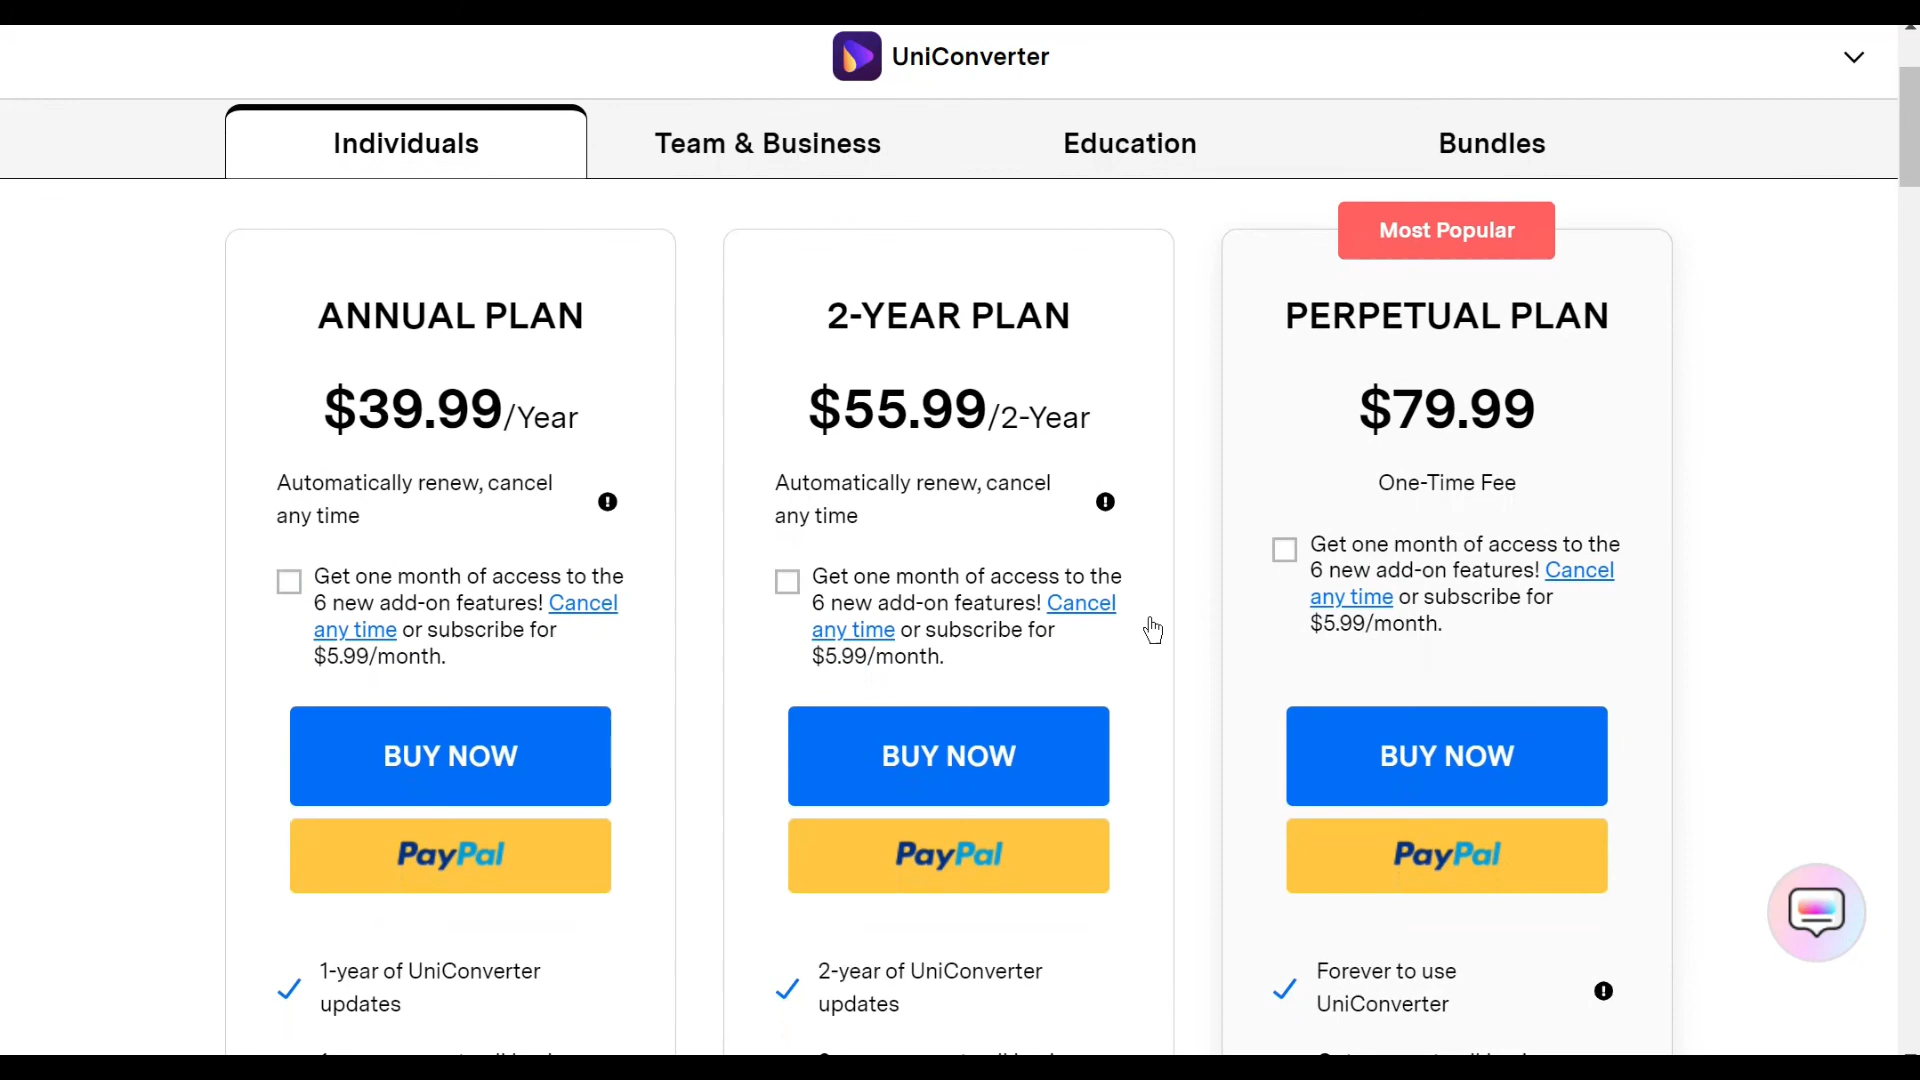 UniConverter
Individuals
Team & Business
Education
Bundles
ANNUAL PLAN
$39.99/Year
Automatically renew, cancel
any time
Get one month of access to the
6 new add-on features! Cancel
any time or subscribe for
$5.99/month.
BUY NOW
PayPal
1-year of UniConverter
updates
2-YEAR PLAN
$55.99/2-Year
Automatically renew, cancel
any time
Get one month of access to the
6 new add-on features! Cancel
any time or subscribe for
$5.99/month.
BUY NOW
PayPal
2-year of UniConverter
updates
Most Popular
PERPETUAL PLAN
$79.99
One-Time Fee
Get one month of access to the
6 new add-on features! Cancel
any time or subscribe for
$5.99/month.
BUY NOW
PayPal
Forever to use
UniConverter